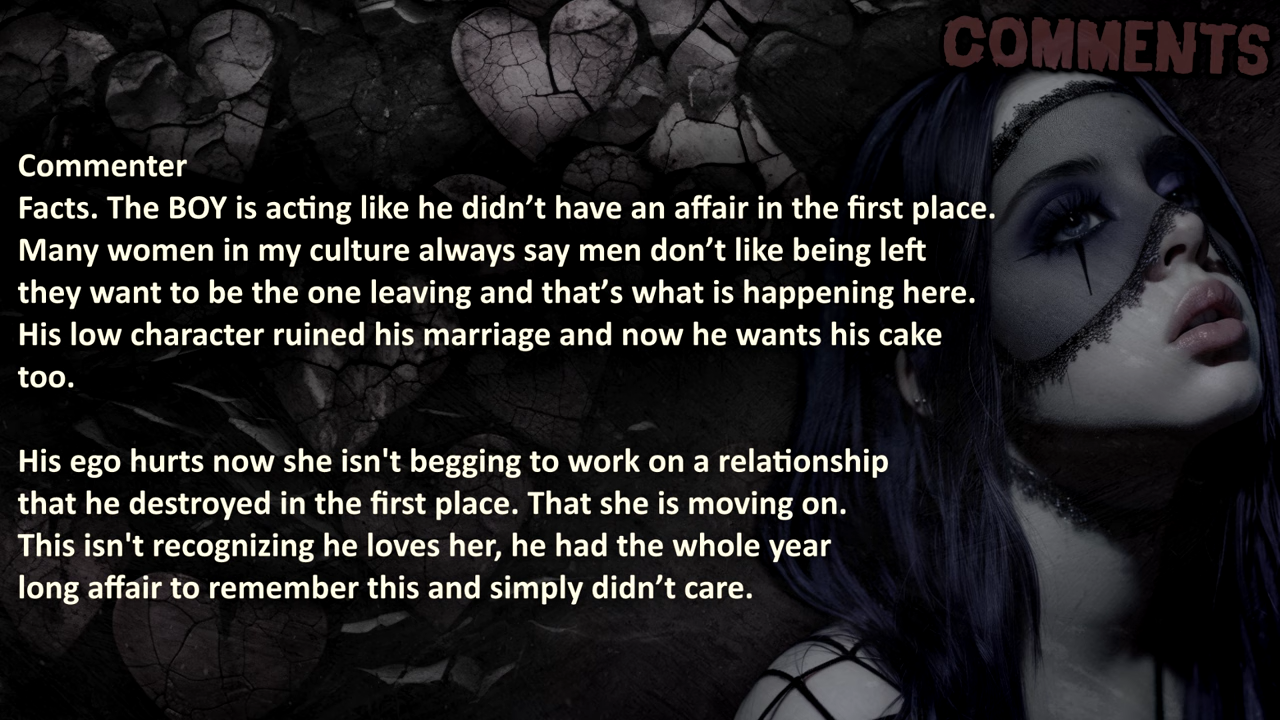 COMMENTS
Commenter
Facts. The BOY is acting like he didn’t have an affair in the first place.
Many women in my culture always say men don’t like being left
they want to be the one leaving and that’s what is happening here.
His low character ruined his marriage and now he wants his cake
too.
His ego hurts now she isn't begging to work on a relationship
that he destroyed in the first place. That she is moving on.
This isn't recognizing he loves her, he had the whole year
long affair to remember this and simply didn’t care.